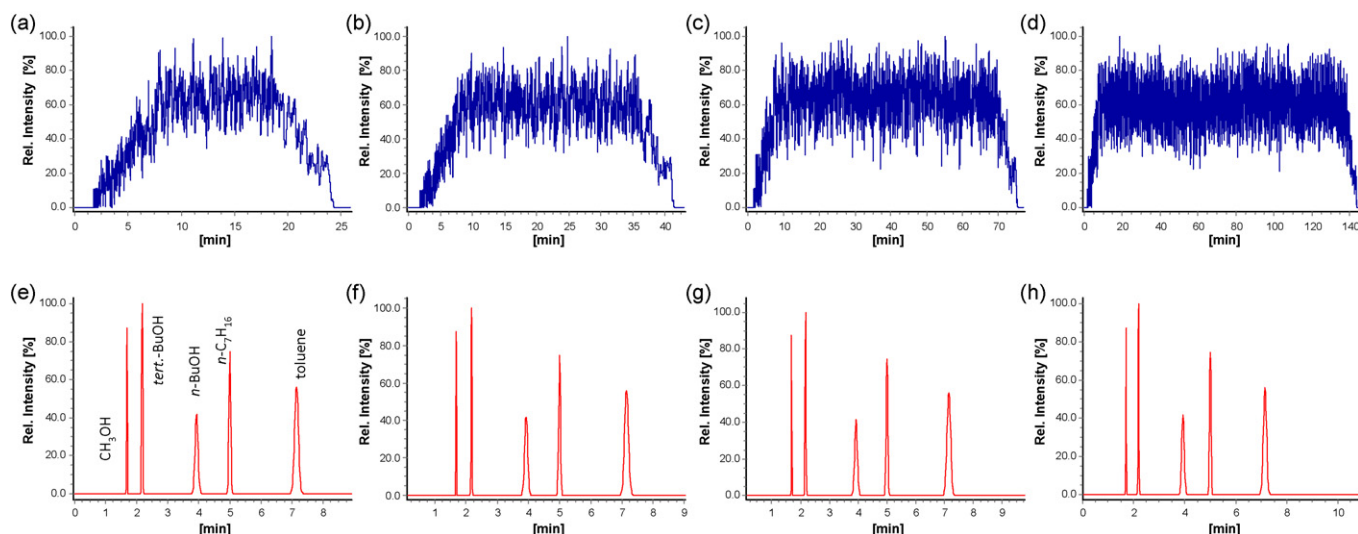 (a)
Rel. Intensity [%]
100.0
80.0
60.0
40.0
20.0
0.0
0 5 10 15 20 25
[min]
(b)
Rel. Intensity [%]
100.0
80.0
60.0
40.0
20.0
0.0
0 5 10 15 20 25 30 35 40
[min]
(c)
Rel. Intensity [%]
100.0
80.0
60.0
40.0
20.0
0.0
0 10 20 30 40 50 60 70
[min]
(d)
Rel. Intensity [%]
100.0
80.0
60.0
40.0
20.0
0.0
0 20 40 60 80 100 120 140
[min]
(e)
Rel. Intensity [%]
100.0
80.0
60.0
40.0
20.0
0.0
CH3OH
tert.-BuOH
n-BuOH
n-C7H16
toluene
0 1 2 3 4 5 6 7 8
[min]
(f)
Rel. Intensity [%]
100.0
80.0
60.0
40.0
20.0
0.0
0 1 2 3 4 5 6 7 8 9
[min]
(g)
Rel. Intensity [%]
100.0
80.0
60.0
40.0
20.0
0.0
0 1 2 3 4 5 6 7 8 9
[min]
(h)
Rel. Intensity [%]
100.0
80.0
60.0
40.0
20.0
0.0
0 2 4 6 8 10
[min]